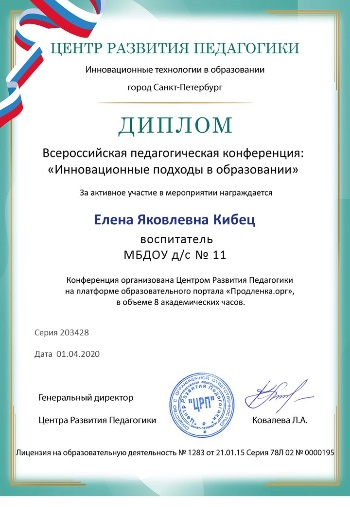 ЦЕНТР РАЗВИТИЯ ПЕДАГОГИКИ
Инновационные технологии в образовании
город Санкт-Петербург
ДИПЛОМ
Всероссийская педагогическая конференция:
«Инновационные подходы в образовании»
За активное участие в мероприятии награждается
Елена Яковлевна Кибец
воспитатель
МБДОУ д/с № 11
Конференция организована Центром Развития Педагогики
на платформе образовательного портала «Продленка.орг»,
в объеме 8 академических часов.
Серия 203428
Дата 01.04.2020
Генеральный директор
Центра Развития Педагогики
"ЦРП"
Ковалева Л.А.
Лицензия на образовательную деятельность № 1283 от 21.01.15 Серия 78Л 02 № 0000195